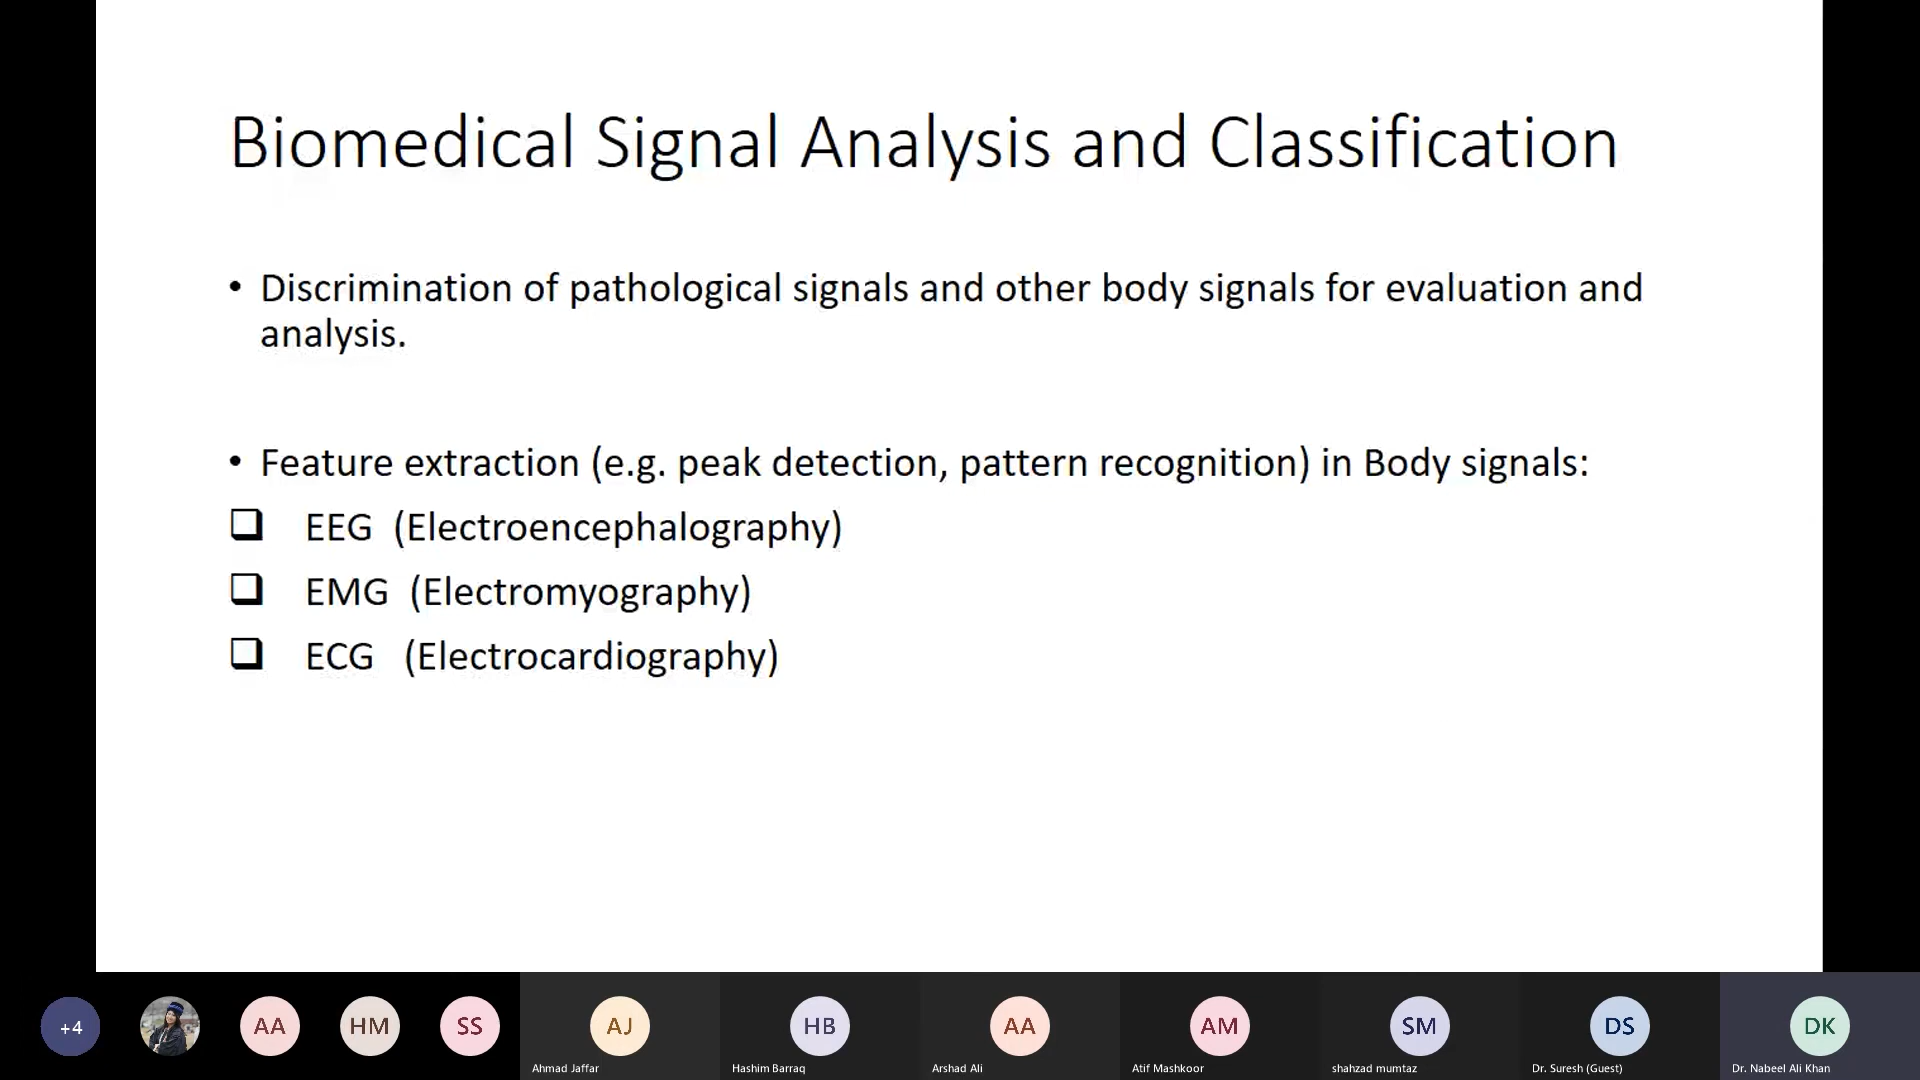 Biomedical Signal Analysis and Classification
• Discrimination of pathological signals and other body signals for evaluation and
analysis.
• Feature extraction (e.g. peak detection, pattern recognition) in Body signals:
❑ EEG (Electroencephalography)
❑ EMG (Electromyography)
❑ ECG (Electrocardiography)
+4
AA
HM
SS
AJ
HB
AA
AM
SM
DS
DK
Ahmad Jaffar
Hashim Barraq
Arshad Ali
Atif Mashkoor
shahzad mumtaz
Dr. Suresh (Guest)
Dr. Nabeel Ali Khan